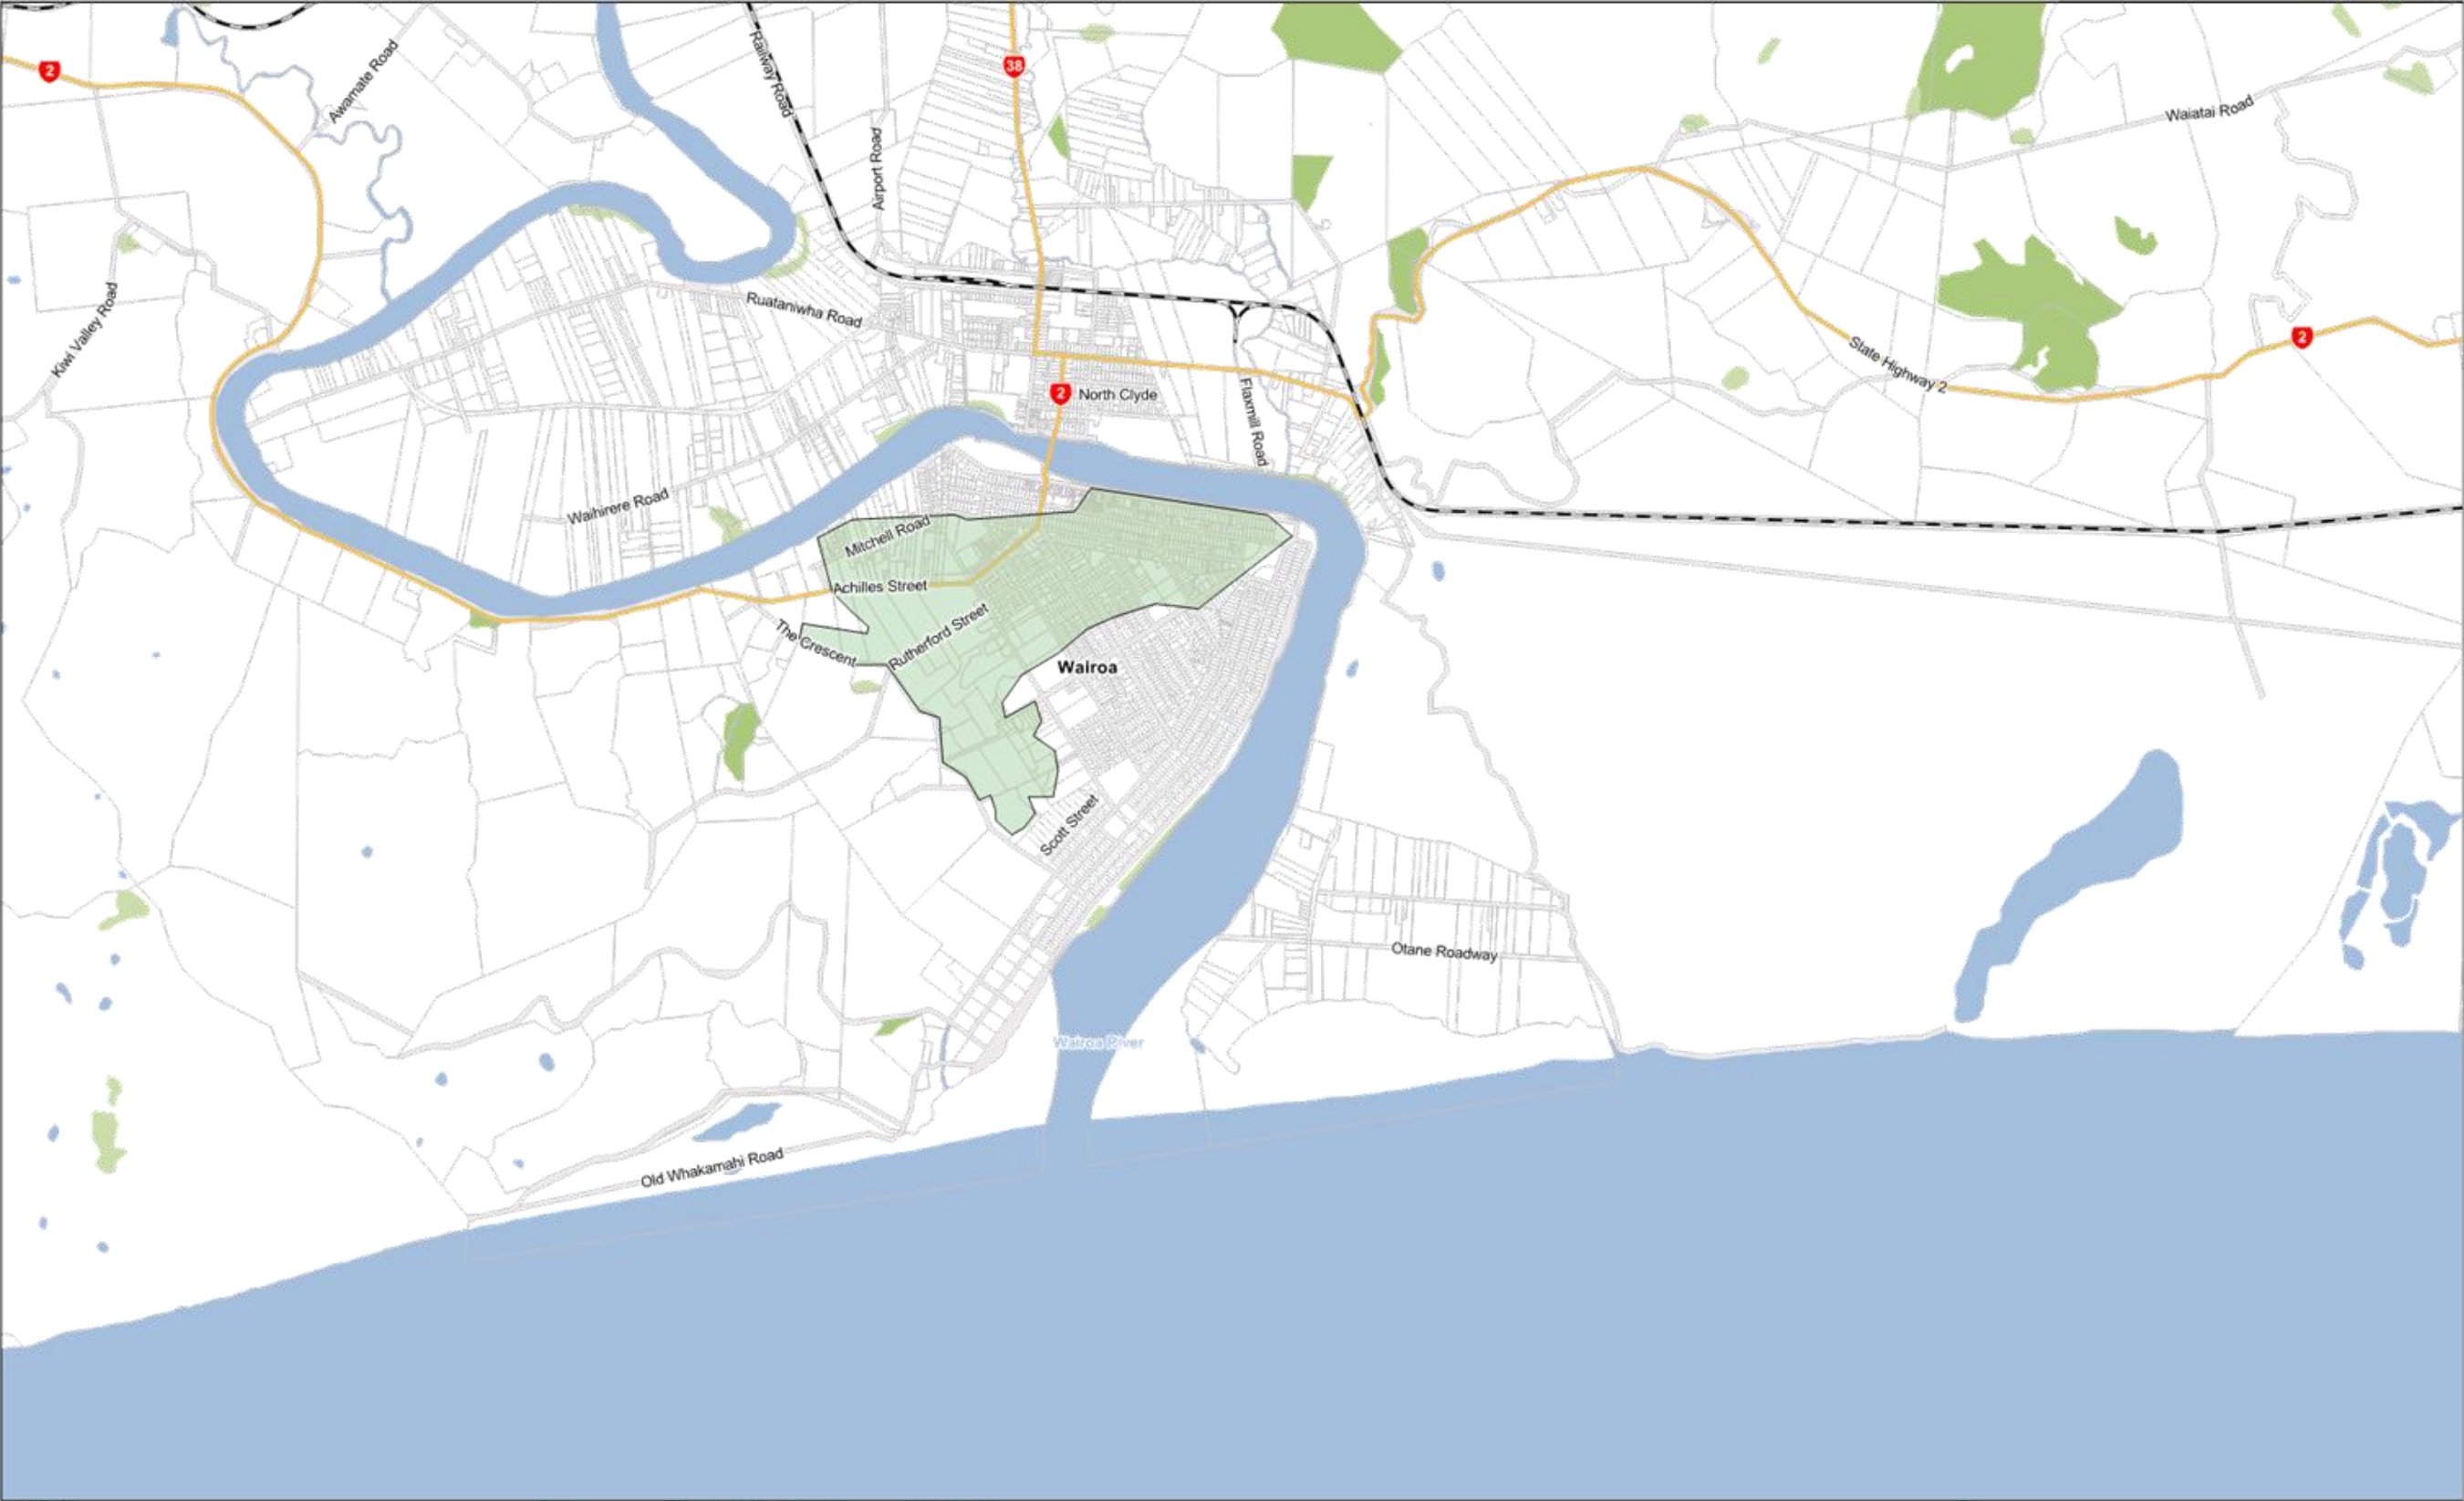 Railway Road
Awamate Road
38
2
Waiatai Road
Airport Road
Kiwi Valley Road
Ruataniwha Road
2
State Highway 2
2
North Clyde
Flaxmill Road
Waihirere Road
Mitchell Road
Achilles Street
Rutherford Street
The Crescent
Wairoa
Scott Street
Otane Roadway
Wairoa River
Old Whakamahi Road